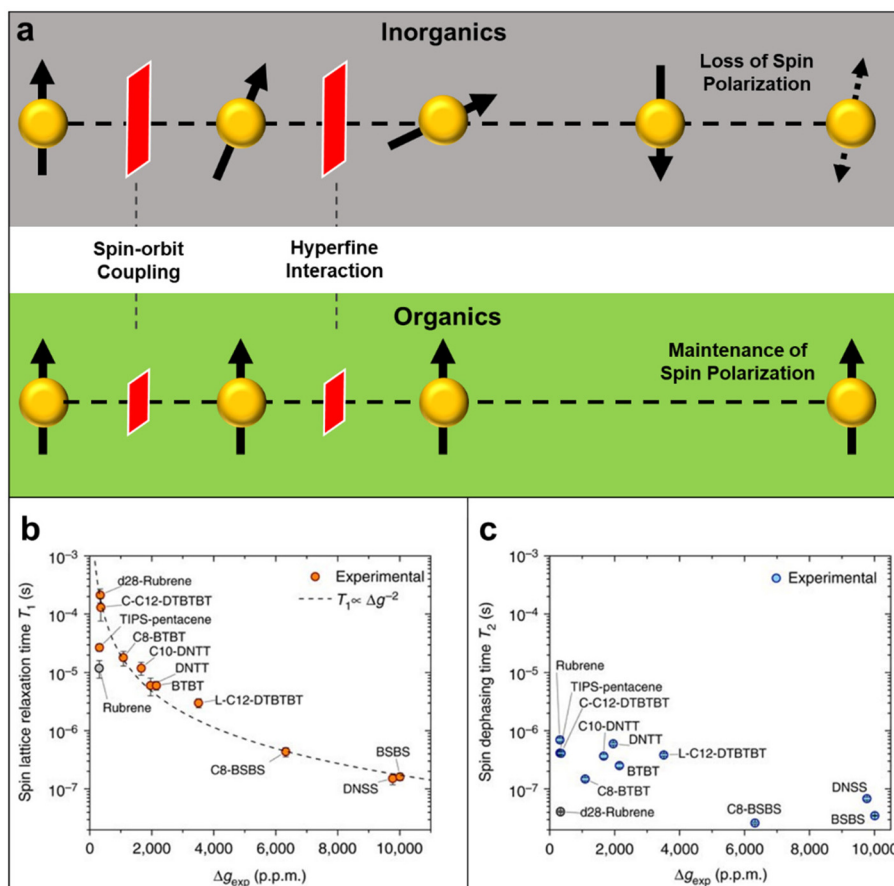 a
Inorganics
Loss of Spin
Polarization
Spin-orbit
Coupling
Hyperfine
Interaction
Organics
Maintenance of
Spin Polarization
b
Spin lattice relaxation time T₁ (s)
10⁻³
10⁻⁴
10⁻⁵
10⁻⁶
10⁻⁷
d28-Rubrene
C-C12-DTBTBT
TIPS-pentacene
C8-BTBT
C10-DNTT
DNTT
BTBT
Rubrene
L-C12-DTBTBT
C8-BSBS
BSBS
DNSS
Experimental
T₁∝ Δg⁻²
0 2,000 4,000 6,000 8,000 10,000
Δgexp (p.p.m.)
c
Spin dephasing time T₂ (s)
10⁻³
10⁻⁴
10⁻⁵
10⁻⁶
10⁻⁷
Experimental
Rubrene
TIPS-pentacene
C-C12-DTBTBT
C10-DNTT
DNTT
L-C12-DTBTBT
BTBT
C8-BTBT
d28-Rubrene
C8-BSBS
DNSS
BSBS
0 2,000 4,000 6,000 8,000 10,000
Δgexp (p.p.m.)